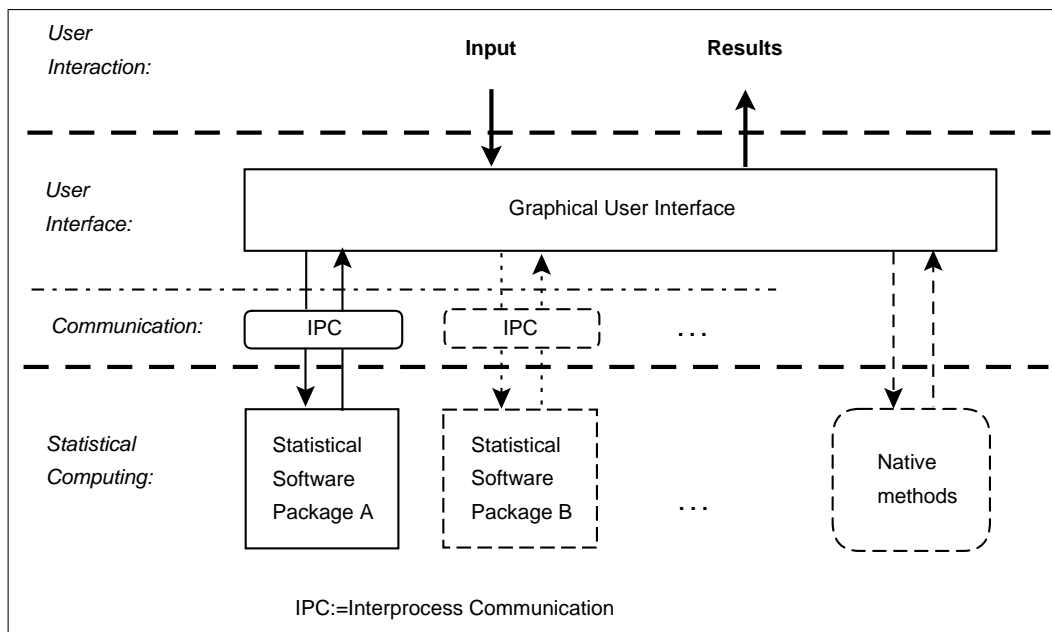 User
Interaction:
Input
Results
User
Interface:
Graphical User Interface
Communication:
IPC
IPC
...
Statistical
Computing:
Statistical
Software
Package A
Statistical
Software
Package B
...
Native
methods
IPC:=Interprocess Communication